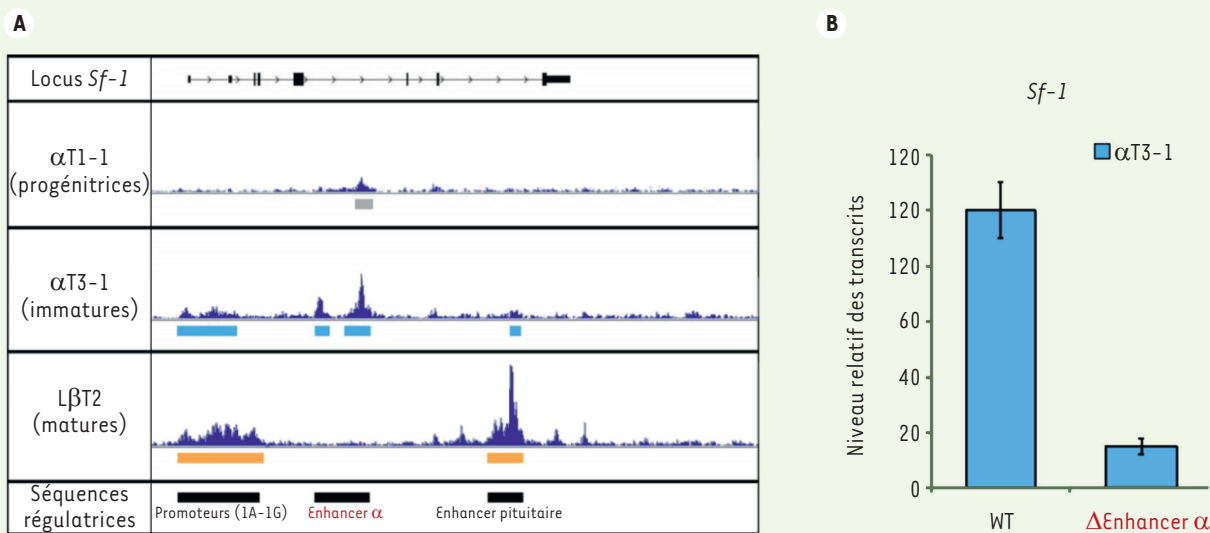 A
Locus Sf-1
αT1-1
(progénitrices)
αT3-1
(immatures)
LβT2
(matures)
Séquences
régulatrices
Promoteurs (1A-1G)
Enhancer α
Enhancer pituitaire
B
Sf-1
αT3-1
Niveau relatif des transcrits
120
120
120
60
40
20
0
WT
ΔEnhancer α